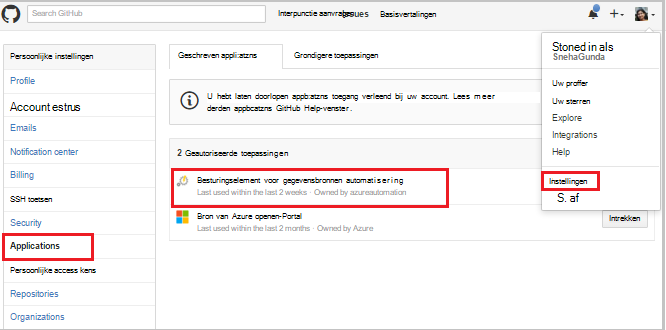 Search GitHub
Interpunctie aanvragen
Issues
Basisvertalingen
Persoonlijke instellingen
Profile
Account estrus
Emails
Notification center
Billing
SSH toetsen
Security
Applications
Persoonlijke access kens
Repositories
Organizations
Geschreven appli:atzns
Grondigere toepassingen
U hebt laten doorlopen appb:atzns toegang verleend bij uw account. Lees meer
derden appbcatzns GitHub Help-venster.
2 Geautoriseerde toepassingen
Besturingselement voor gegevensbronnen automatisering
Last used within the last 2 weeks · Owned by azureautomation
Bron van Azure openen-Portal
Last used within the last 2 months · Owned by Azure
Intrekken
Stoned in als
SnehaGunda
Uw proffer
Uw sterren
Explore
Integrations
Help
Instellingen
S. af